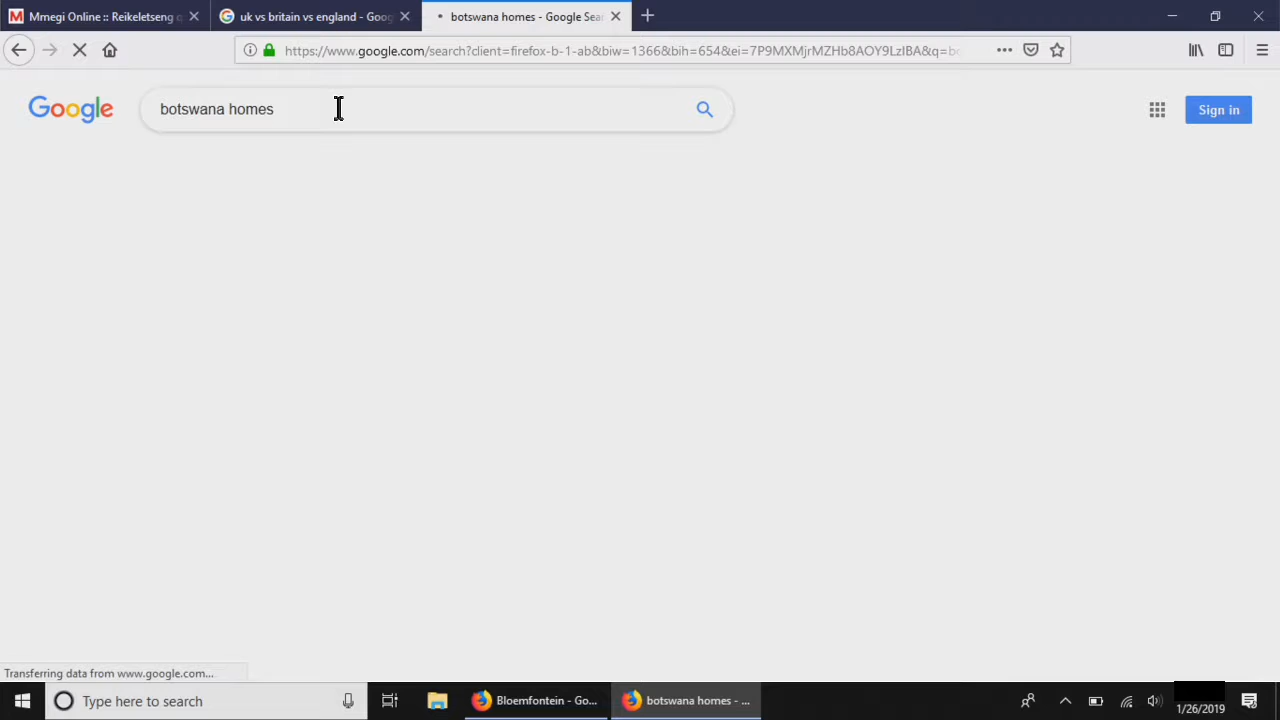 Mmegi Online :: Reikeletseng q
uk vs britain vs england - Goog
botswana homes - Google Sea
https://www.google.com/search?client=firefox-b-1-ab&biw=1366&bih=654&ei=7P9MXMjrMZHb8AOY9LzIBA&q=bo
Google
botswana homes
Sign in
Transferring data from www.google.com...
Type here to search
Bloemfontein - Go...
botswana homes - ...
1/26/2019